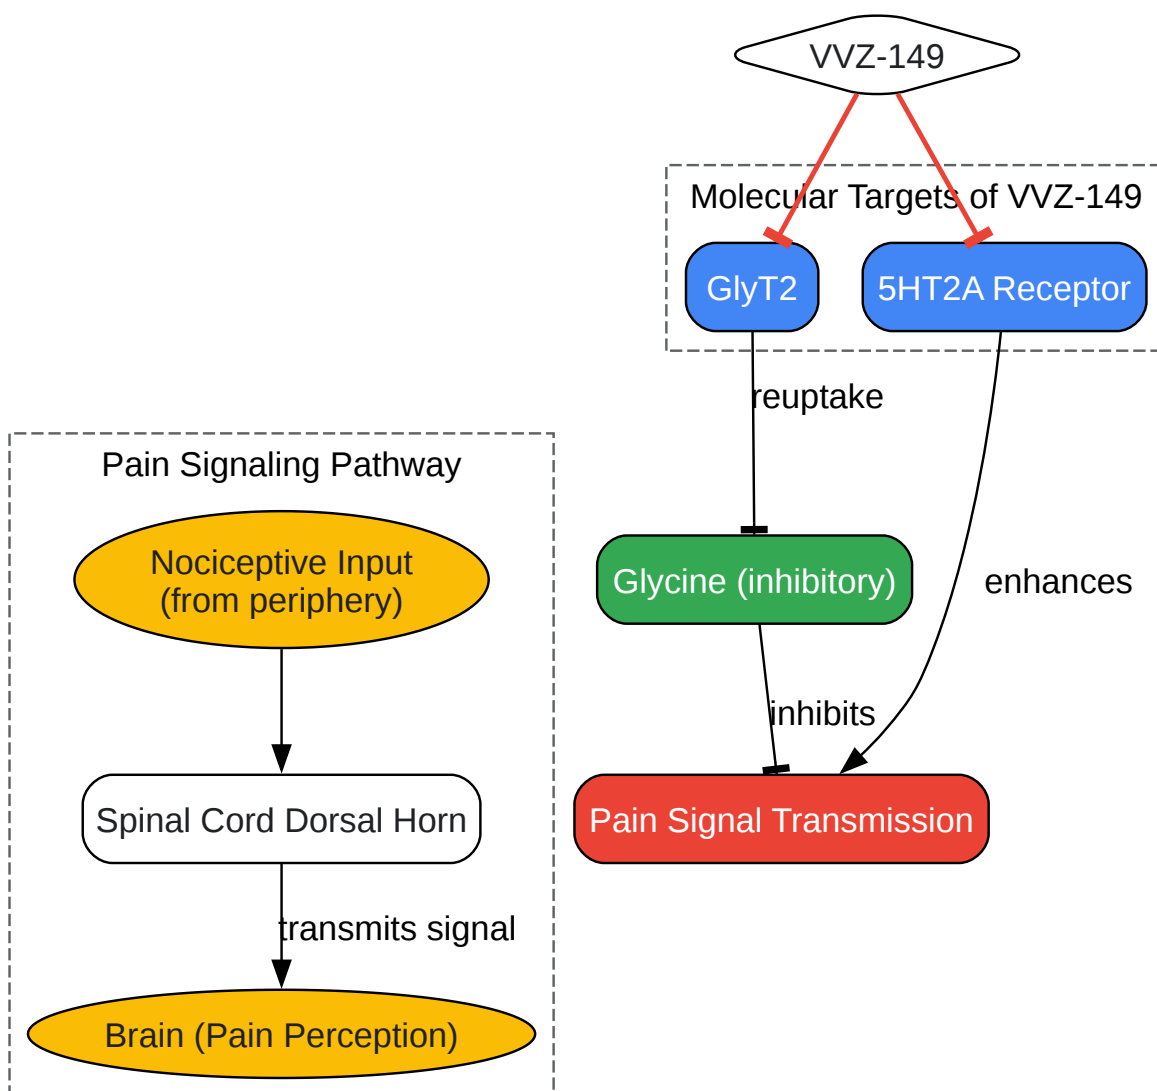 VVZ-149
Molecular Targets of VVZ-149
GlyT2
5HT2A Receptor
reuptake
Pain Signaling Pathway
Nociceptive Input
(from periphery)
Glycine (inhibitory)
enhances
inhibits
Spinal Cord Dorsal Horn
Pain Signal Transmission
transmits signal
Brain (Pain Perception)